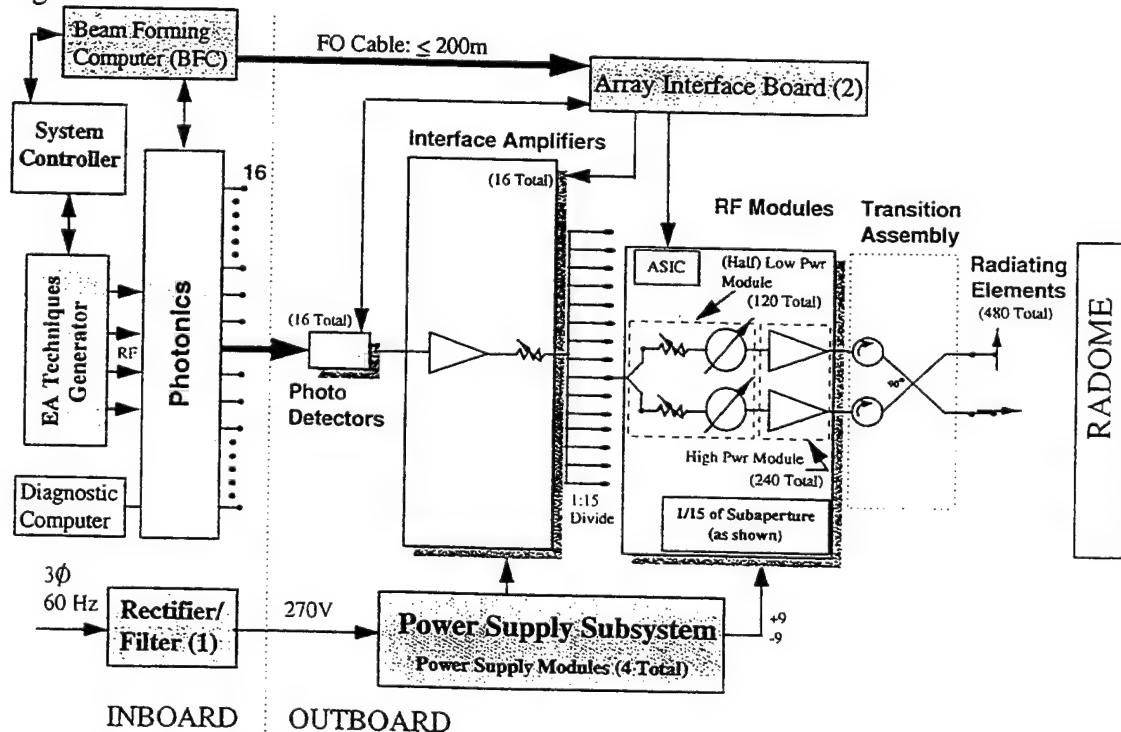 Beam Forming
Computer (BFC)
FO Cable: ≤ 200m
Array Interface Board (2)
System
Controller
Interface Amplifiers
(16 Total)
16
RF Modules
Transition
Assembly
ASIC
(Half) Low Pwr
Module
(120 Total)
Radiating
Elements
(480 Total)
EA Techniques
Generator
RF
Photonics
(16 Total)
Photo
Detectors
90°
RADOME
High Pwr Module
(240 Total)
Diagnostic
Computer
1:15
Divide
1/15 of Subaperture
(as shown)
3ϕ
60 Hz
Rectifier/
Filter (1)
270V
Power Supply Subsystem
Power Supply Modules (4 Total)
+9
-9
INBOARD
OUTBOARD